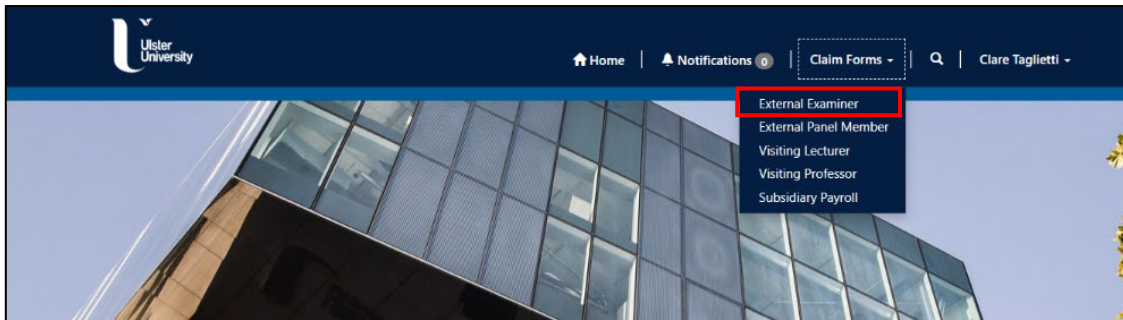 Ulster
University
Home | Notifications 0 | Claim Forms | Clare Taglietti
External Examiner
External Panel Member
Visiting Lecturer
Visiting Professor
Subsidiary Payroll